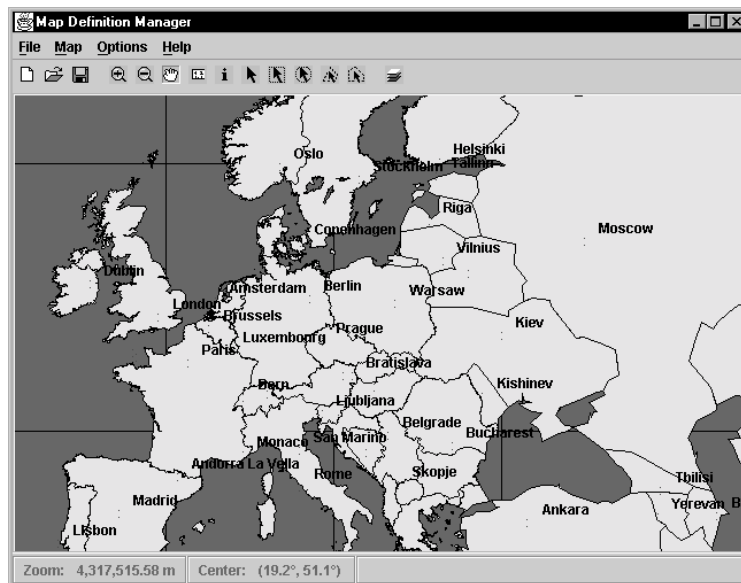 Map Definition Manager
File Map Options Help
Oslo
Helsinki
Stockholm Tallinn
Riga
Copenhagen
Moscow
Vilnius
Dublin
Amsterdam Berlin
Warsaw
London
Brussels
Kiev
Prague
Luxembourg
Paris
Bratislava
Bern
Kishinev
Ljubljana
Belgrade
Bucharest
Monaco San Marino
Andorra La Vella
Rome
Skopje
Tbilisi
Madrid
Yerevan B
Ankara
Lisbon
Zoom: 4,317,515.58 m Center: (19.2°, 51.1°)